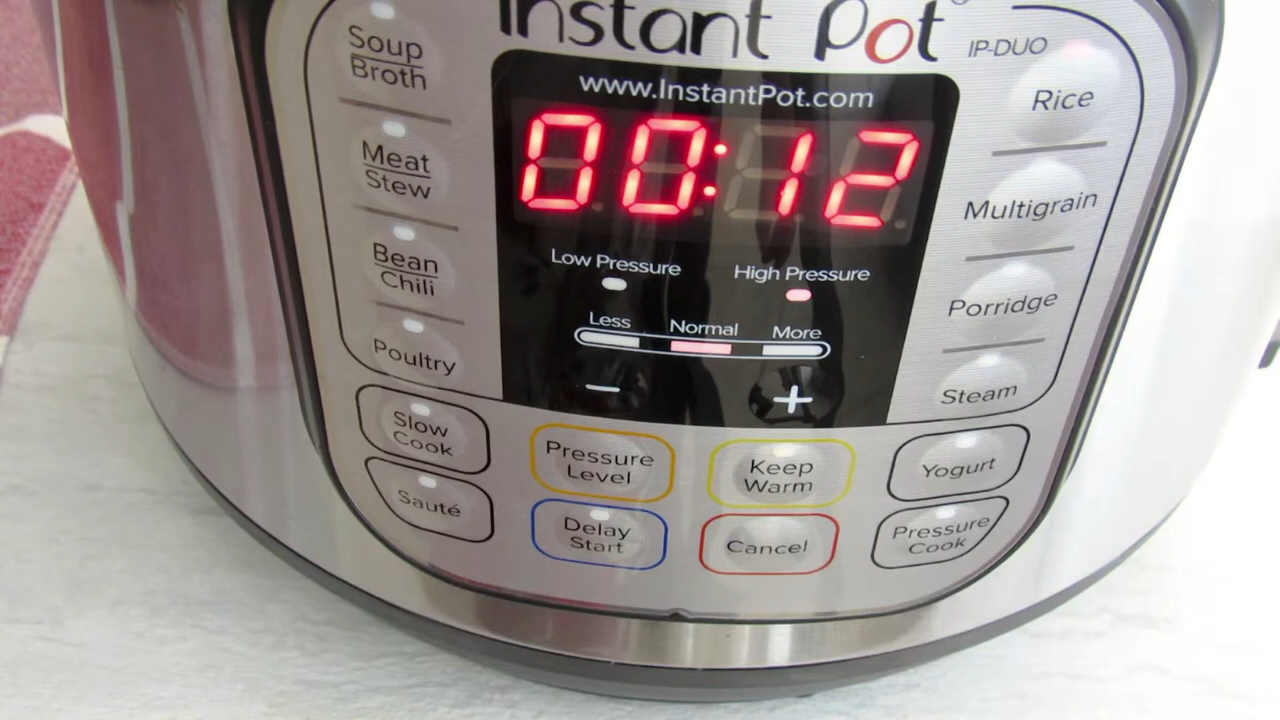 Instant Pot®
IP-DUO
www.InstantPot.com
00:12
Low Pressure
High Pressure
Less
Normal
More
−
+
Soup
Broth
Meat
Stew
Bean
Chili
Poultry
Slow
Cook
Sauté
Pressure
Level
Delay
Start
Keep
Warm
Cancel
Rice
Multigrain
Porridge
Steam
Yogurt
Pressure
Cook